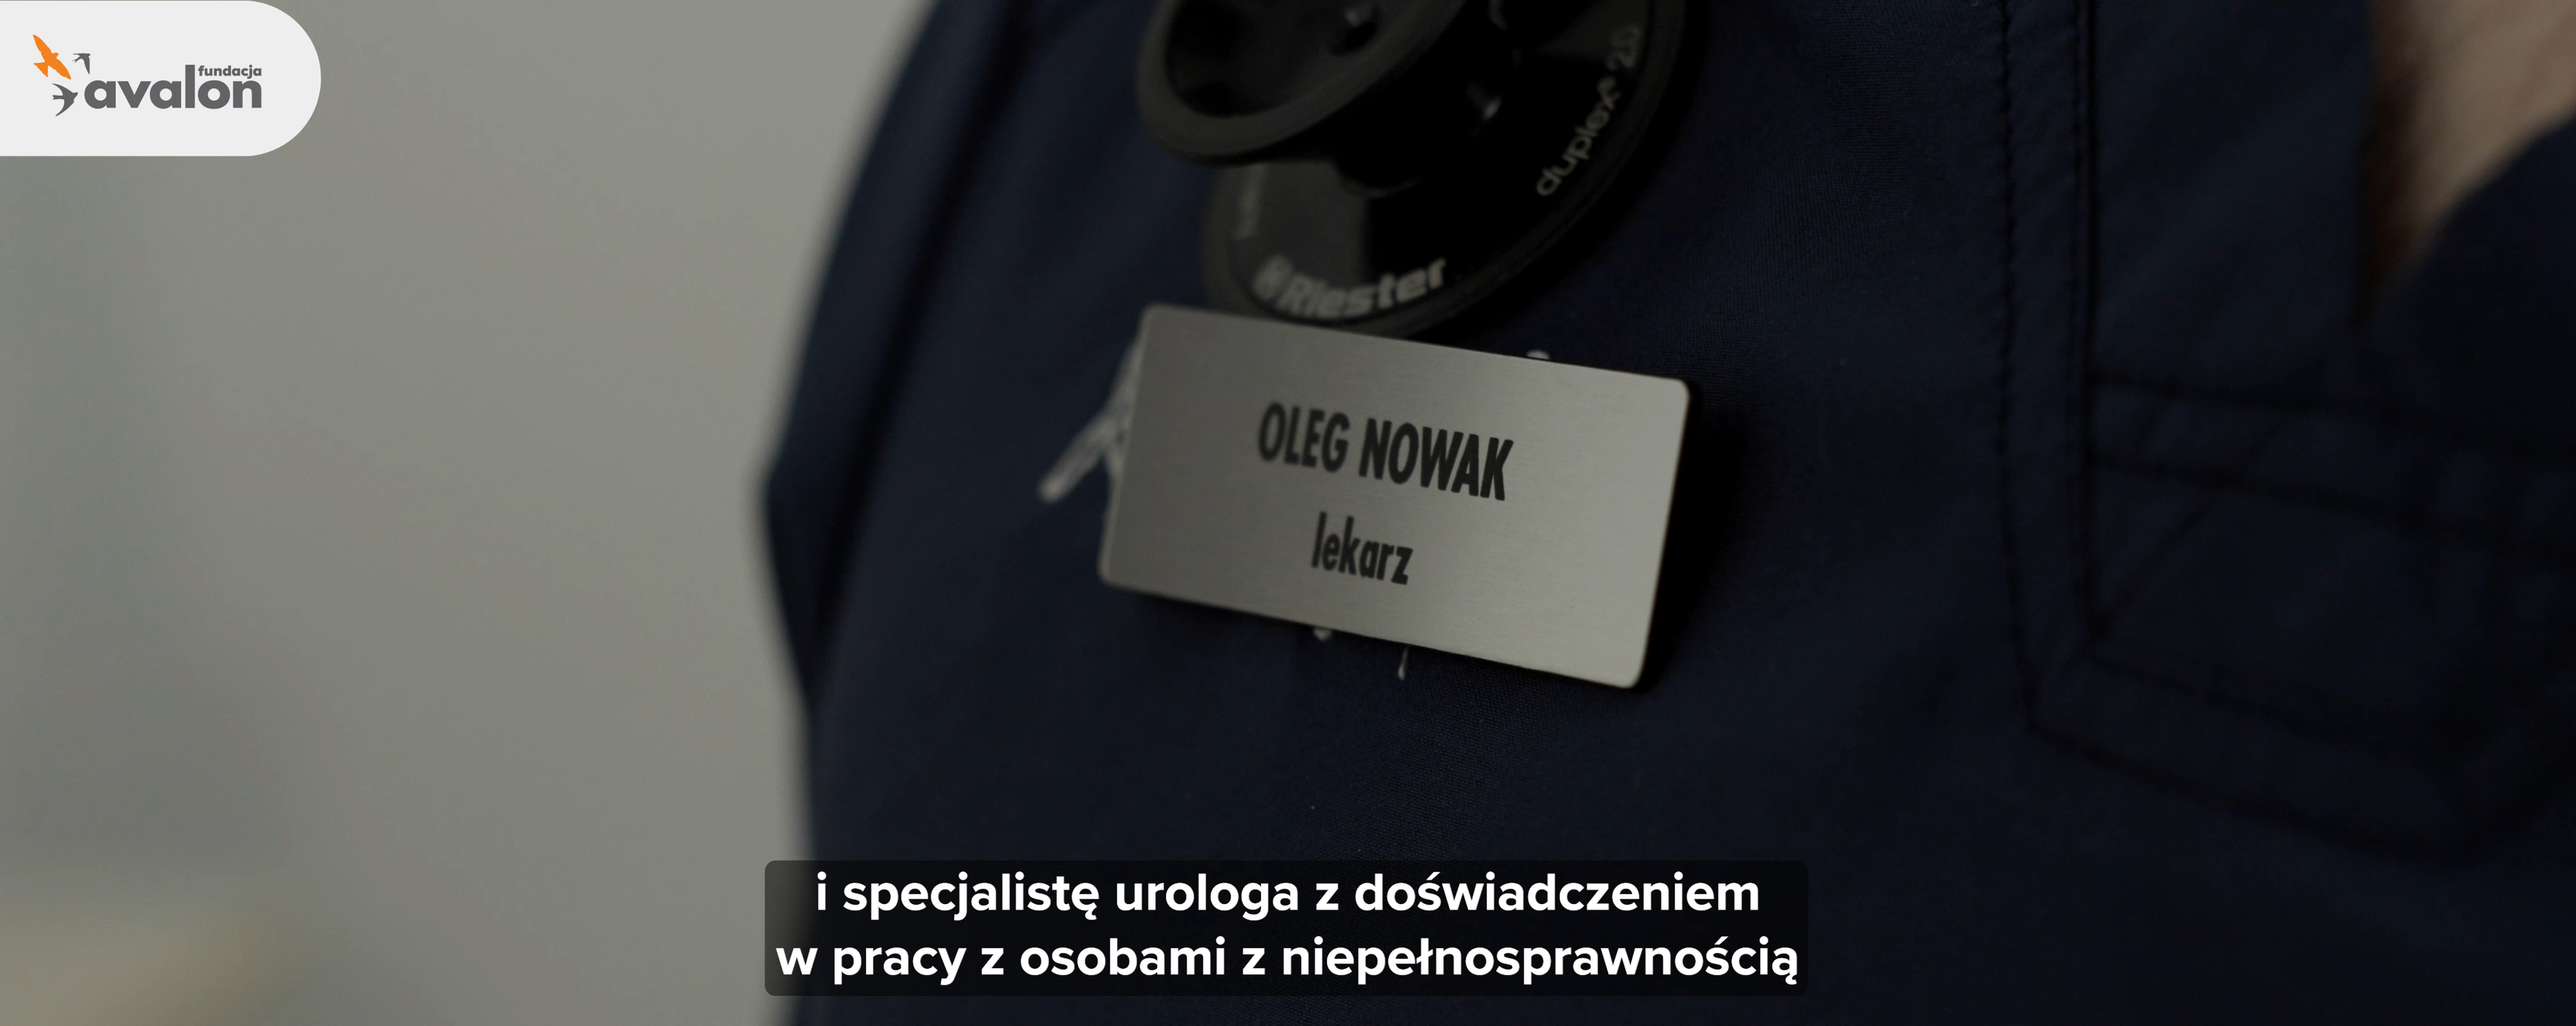 fundacja
avalon
duplex® 2.0
Riester
OLEG NOWAK
lekarz
i specjalistę urologa z doświadczeniem
w pracy z osobami z niepełnosprawnością